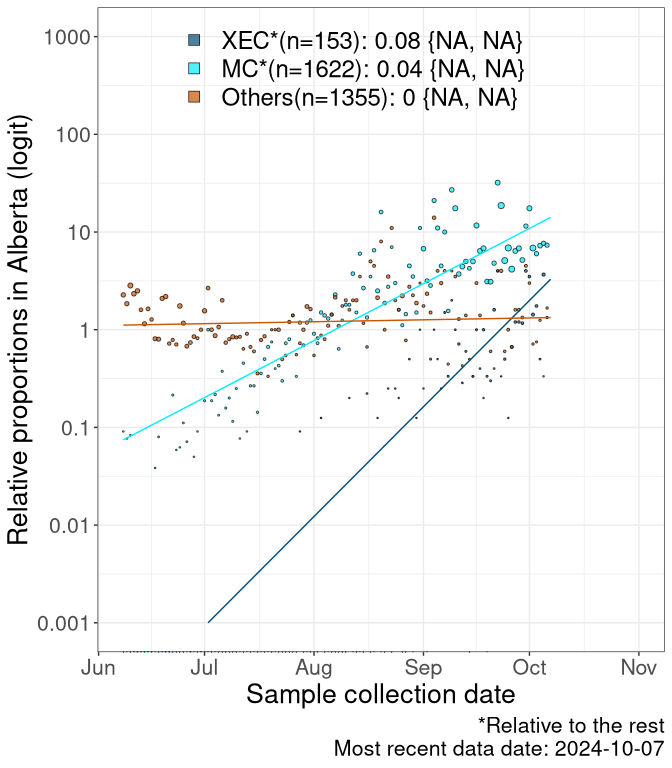 XEC*(n=153): 0.08 {NA, NA}
MC*(n=1622): 0.04 {NA, NA}
Others(n=1355): 0 {NA, NA}
Relative proportions in Alberta (logit)
1000
100
10
1
0.1
0.01
0.001
Jun Jul Aug Sep Oct Nov
Sample collection date
*Relative to the rest
Most recent data date: 2024-10-07